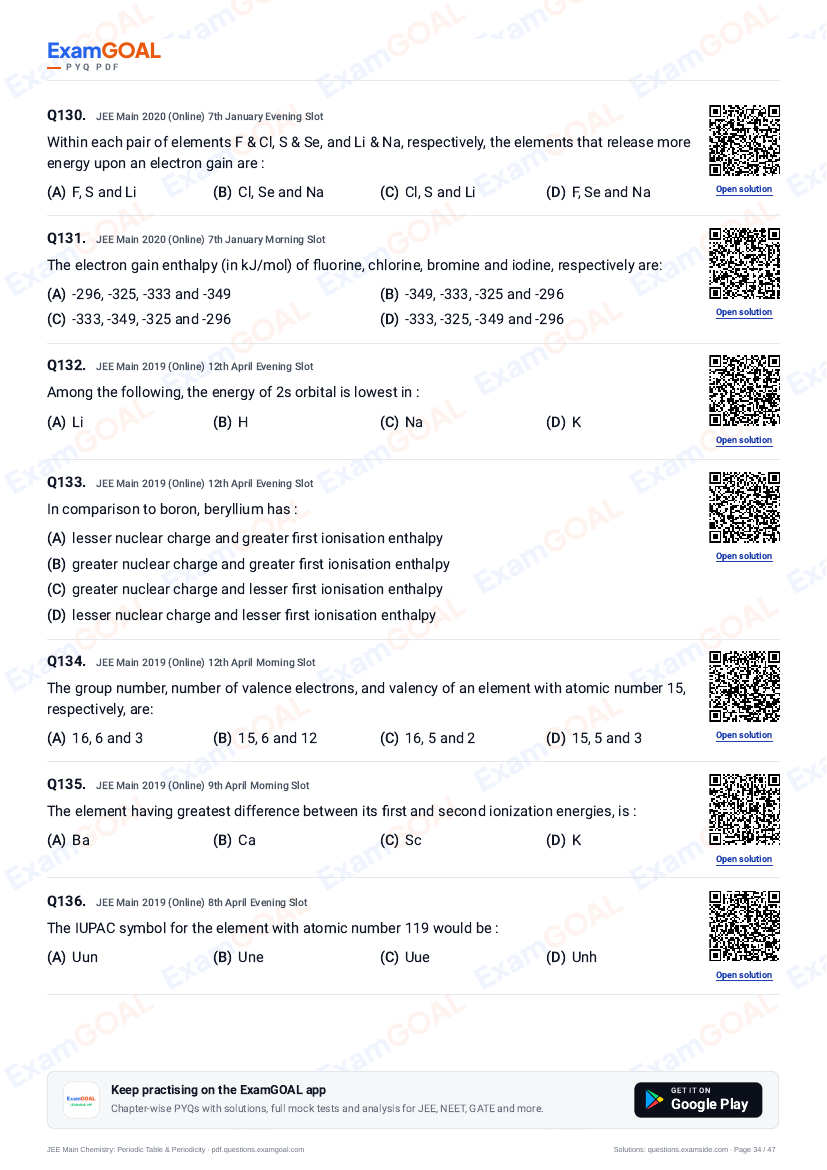 ExamGOAL
PYQ PDF
Q130. JEE Main 2020 (Online) 7th January Evening Slot
Within each pair of elements F & Cl, S & Se, and Li & Na, respectively, the elements that release more
energy upon an electron gain are :
(A) F, S and Li (B) Cl, Se and Na (C) Cl, S and Li (D) F, Se and Na
Open solution
Q131. JEE Main 2020 (Online) 7th January Morning Slot
The electron gain enthalpy (in kJ/mol) of fluorine, chlorine, bromine and iodine, respectively are:
(A) -296, -325, -333 and -349 (B) -349, -333, -325 and -296
(C) -333, -349, -325 and -296 (D) -333, -325, -349 and -296
Open solution
Q132. JEE Main 2019 (Online) 12th April Evening Slot
Among the following, the energy of 2s orbital is lowest in :
(A) Li (B) H (C) Na (D) K
Open solution
Q133. JEE Main 2019 (Online) 12th April Evening Slot
In comparison to boron, beryllium has :
(A) lesser nuclear charge and greater first ionisation enthalpy
(B) greater nuclear charge and greater first ionisation enthalpy
(C) greater nuclear charge and lesser first ionisation enthalpy
(D) lesser nuclear charge and lesser first ionisation enthalpy
Open solution
Q134. JEE Main 2019 (Online) 12th April Morning Slot
The group number, number of valence electrons, and valency of an element with atomic number 15,
respectively, are:
(A) 16, 6 and 3 (B) 15, 6 and 12 (C) 16, 5 and 2 (D) 15, 5 and 3
Open solution
Q135. JEE Main 2019 (Online) 9th April Morning Slot
The element having greatest difference between its first and second ionization energies, is :
(A) Ba (B) Ca (C) Sc (D) K
Open solution
Q136. JEE Main 2019 (Online) 8th April Evening Slot
The IUPAC symbol for the element with atomic number 119 would be :
(A) Uun (B) Une (C) Uue (D) Unh
Open solution
ExamGOAL
Keep practising on the ExamGOAL app
Chapter-wise PYQs with solutions, full mock tests and analysis for JEE, NEET, GATE and more.
GET IT ON
Google Play
JEE Main Chemistry: Periodic Table & Periodicity · pdf.questions.examgoal.com Solutions: questions.examside.com · Page 34 / 47